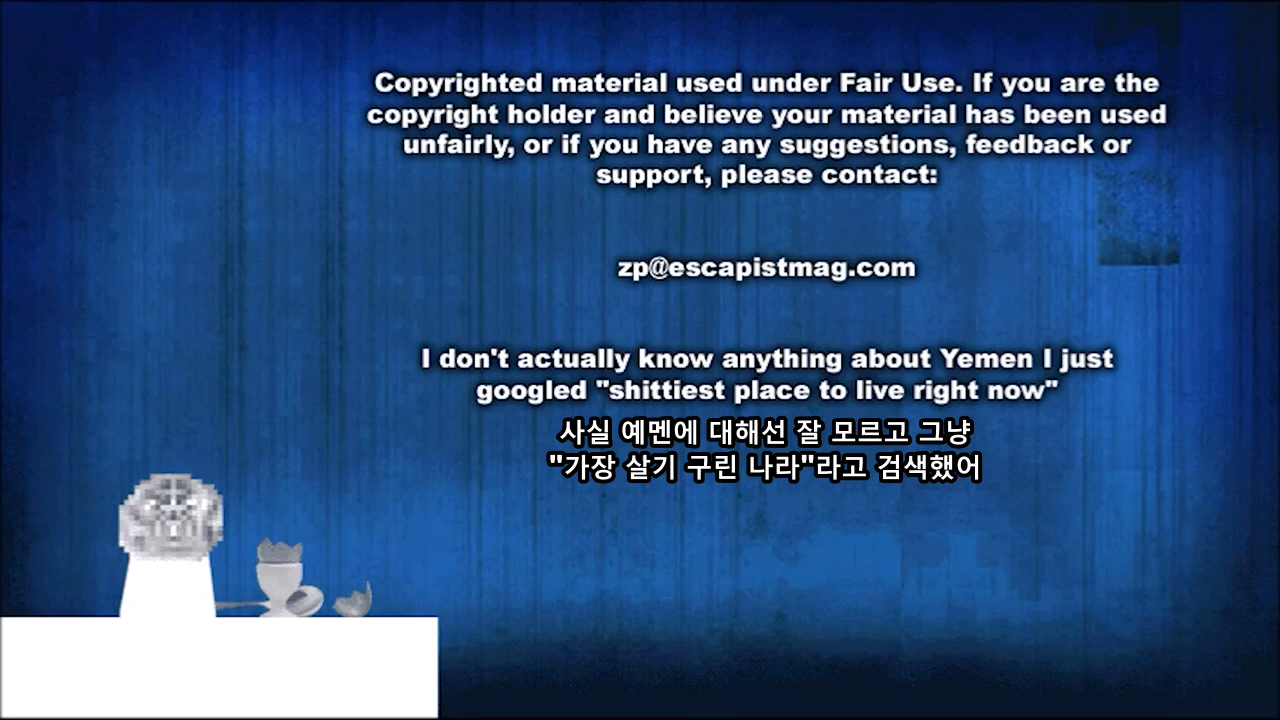 Copyrighted material used under Fair Use. If you are the
copyright holder and believe your material has been used
unfairly, or if you have any suggestions, feedback or
support, please contact:
zp@escapistmag.com
I don't actually know anything about Yemen I just
googled "shittiest place to live right now"
사실 예멘에 대해선 잘 모르고 그냥
"가장 살기 구린 나라"라고 검색했어